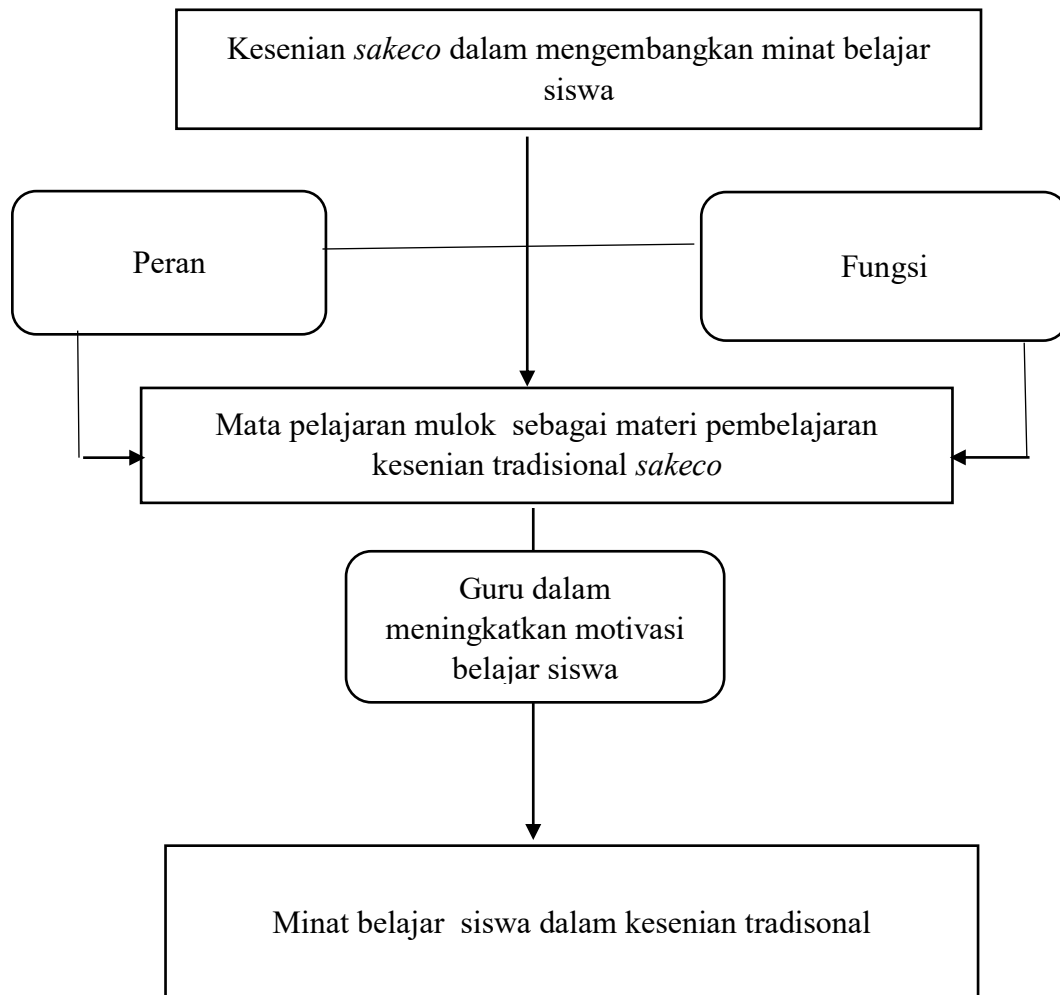 Kesenian sakeco dalam mengembangkan minat belajar
siswa
Peran
Fungsi
Mata pelajaran mulok  sebagai materi pembelajaran
kesenian tradisional sakeco
Guru dalam
meningkatkan motivasi
belajar siswa
Minat belajar  siswa dalam kesenian tradisonal